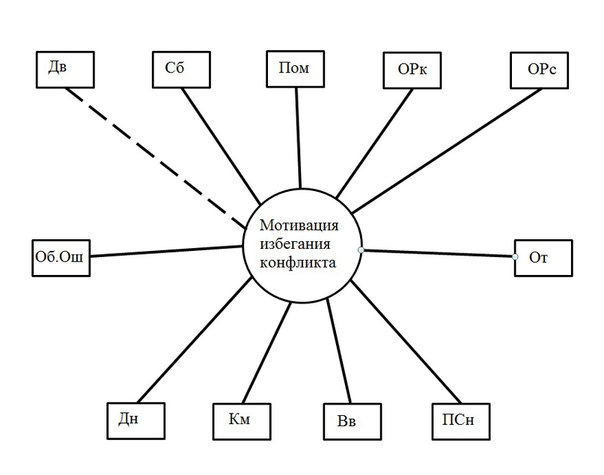 Дв
Сб
Пом
ОРк
ОРс
Мотивация
избегания
конфликта
Об.Ош
От
Дн
Км
Вв
ПСн